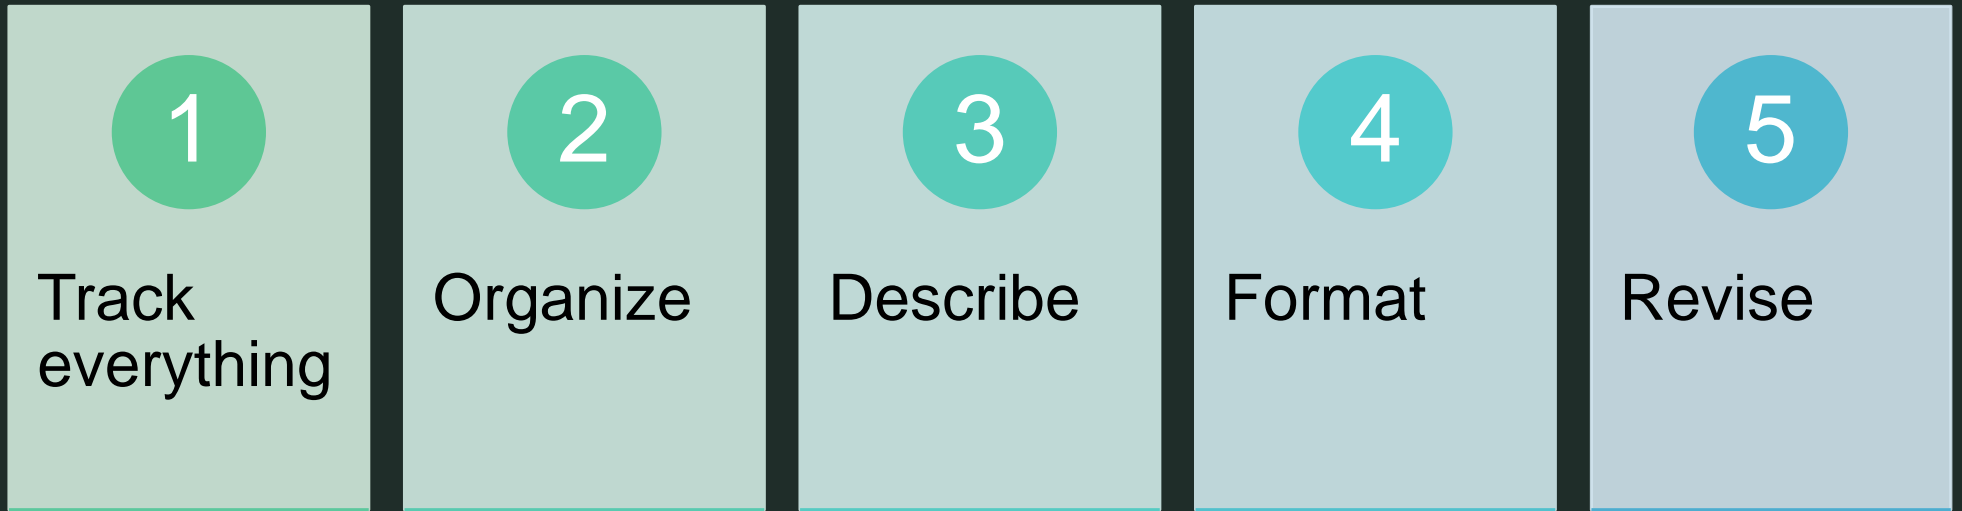 1
Track
everything
2
Organize
3
Describe
4
Format
5
Revise